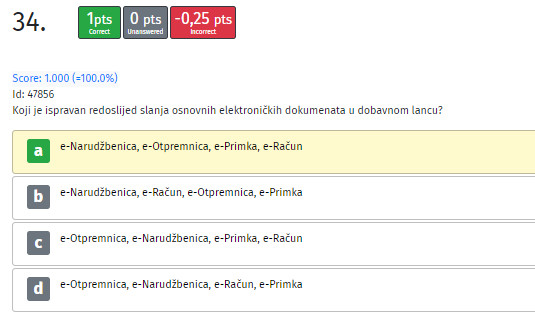 34.
1pts
Correct
0 pts
Unanswered
-0,25 pts
Incorrect
Score: 1.000 (=100.0%)
Id: 47856
Koji je ispravan redoslijed slanja osnovnih elektroničkih dokumenata u dobavnom lancu?
a e-Narudžbenica, e-Otpremnica, e-Primka, e-Račun
b e-Narudžbenica, e-Račun, e-Otpremnica, e-Primka
c e-Otpremnica, e-Narudžbenica, e-Primka, e-Račun
d e-Otpremnica, e-Narudžbenica, e-Račun, e-Primka